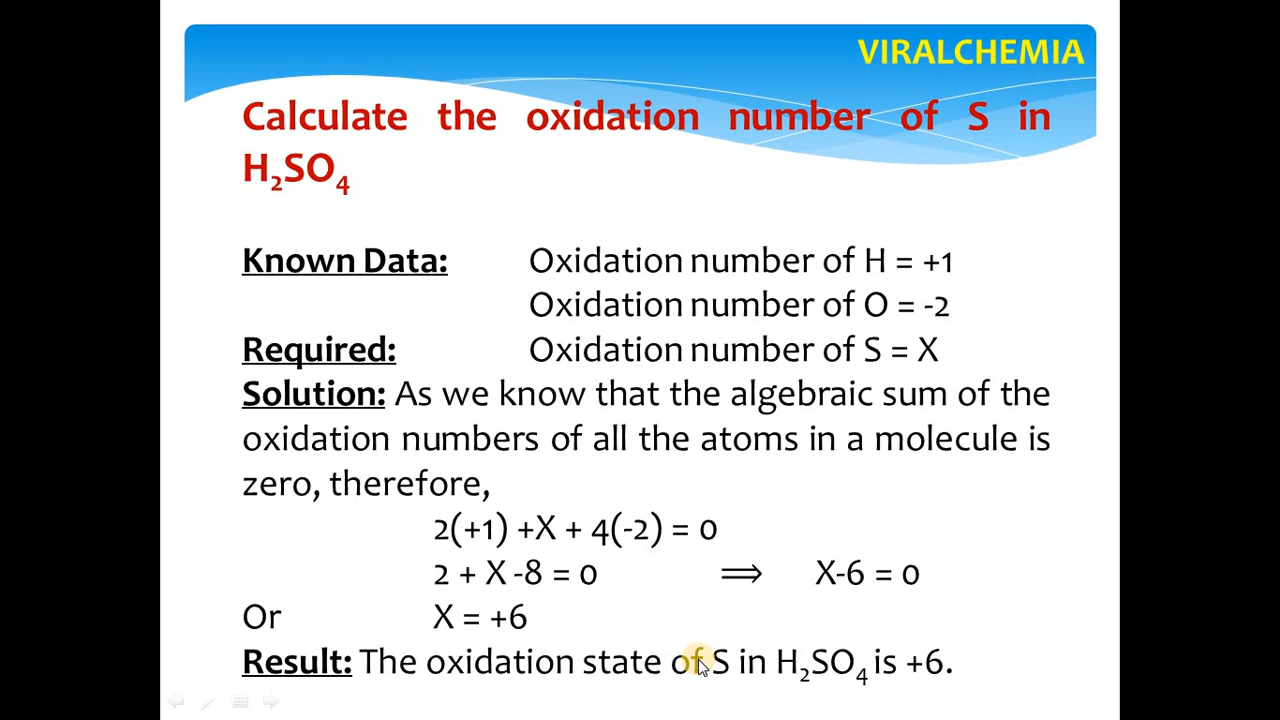 VIRALCHEMIA
Calculate the oxidation number of S in
H₂SO₄
Known Data: Oxidation number of H = +1
Oxidation number of O = -2
Required: Oxidation number of S = X
Solution: As we know that the algebraic sum of the
oxidation numbers of all the atoms in a molecule is
zero, therefore,
2(+1) +X + 4(-2) = 0
2 + X -8 = 0 ⟹ X-6 = 0
Or X = +6
Result: The oxidation state of S in H₂SO₄ is +6.